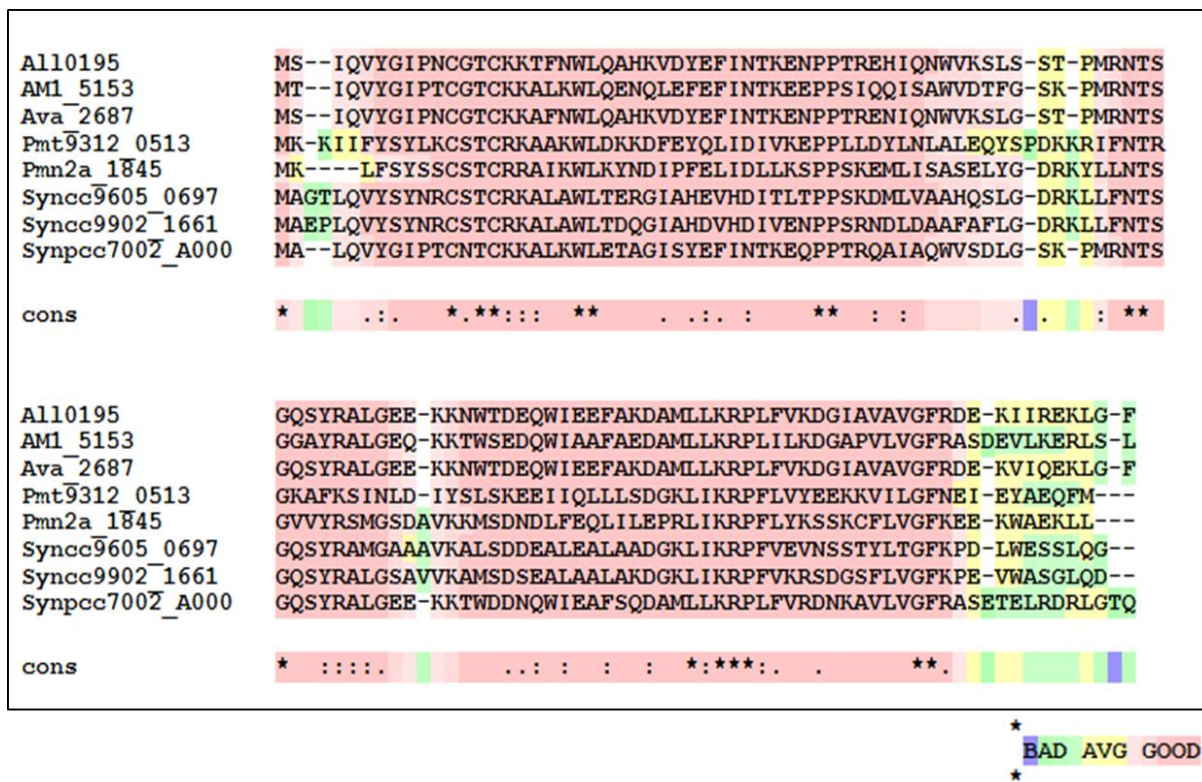 All0195 MS--IQVYGIPNCGTCKKTFNWLQAHKVDYEFINTKENPPTREHIQNWVKSLS-ST-PMRNTS
AM1_5153 MT--IQVYGIPTCGTCKKALKWLQENQLEFEFINTKEEPPSIQQISAWVDTFG-SK-PMRNTS
Ava_2687 MS--IQVYGIPNCGTCKKAFNWLQAHKVDYEFINTKENPPTRENIQNWVKSLG-ST-PMRNTS
Pmt9312_0513 MK-KIIFYSYLKCSTCRKAAKWLKDKDFEYQLIDIVKEPPLLDYLNLALEQYSPDKKRIFNTR
Pmn2a_1845 MK----LFSYSSCSTCRRAIKWLKYNDIPFELIDLLKSPPSKEMLISASELYG-DRKYLLNTS
Syncc9605_0697 MAGTLQVYSYNRCSTCRKALAWLTERGIAHEVHDITLTPPSKDMLVAAHQSLG-DRKLLFNTS
Syncc9902_1661 MAEPLQVYSYNRCSTCRKALKWLTDQGIAHDVHDIVENPPSRNDLDAAFAFLG-DRKLLFNTS
Synpcc7002_A000 MA--LQVYGIPTCNTCKKALKWLETAGISYEFINTKEQPPTRQAIAQWVSDLG-SK-PMRNTS
cons * .:. *.**::: ** . .:. : ** : : . . : **
All0195 GQSYRALGEE-KKNWTDEQWIEEFAKDAMLLKRPLFVKDGIAVAVGFRDE-KIIREKLG-F
AM1_5153 GGAYRALGEQ-KKTWSEDQWIAAFAEDAMLLKRPLILKDGAPVLVGFRASDEVLKERLS-L
Ava_2687 GQSYRALGEE-KKNWTDEQWIEEFAKDAMLLKRPLFVKDGIAVAVGFRDE-KVIQEKLG-F
Pmt9312_0513 GKAFKSINLD-IYSLSKEEIIQLLLSDGKLIKRPFLVYEEKKVILGFNEI-EYAEQFM---
Pmn2a_1845 GVVYRSMGSDAVKKMSDNDLFEQLILEPRLIKRPFLYKSSKCFLVGFKEE-KWAEKLL---
Syncc9605_0697 GQSYRAMGAAAVKALSDDEALEALAADGKLIKRPFVEVNSSTYLTGFKPD-LWESSLQG--
Syncc9902_1661 GQSYRALGSAVVKAMSDSEALAALAKDGKLIKRPFVKRSDGSFLVGFKPE-VWASGLQD--
Synpcc7002_A000 GQSYRALGEE-KKTWDDNQWIEAFSQDAMLLKRPLFVRDNKAVLVGFRASETELRDRLGTQ
cons * ::::. ..: : : : *:***:. . **.
*
BAD AVG GOOD
*